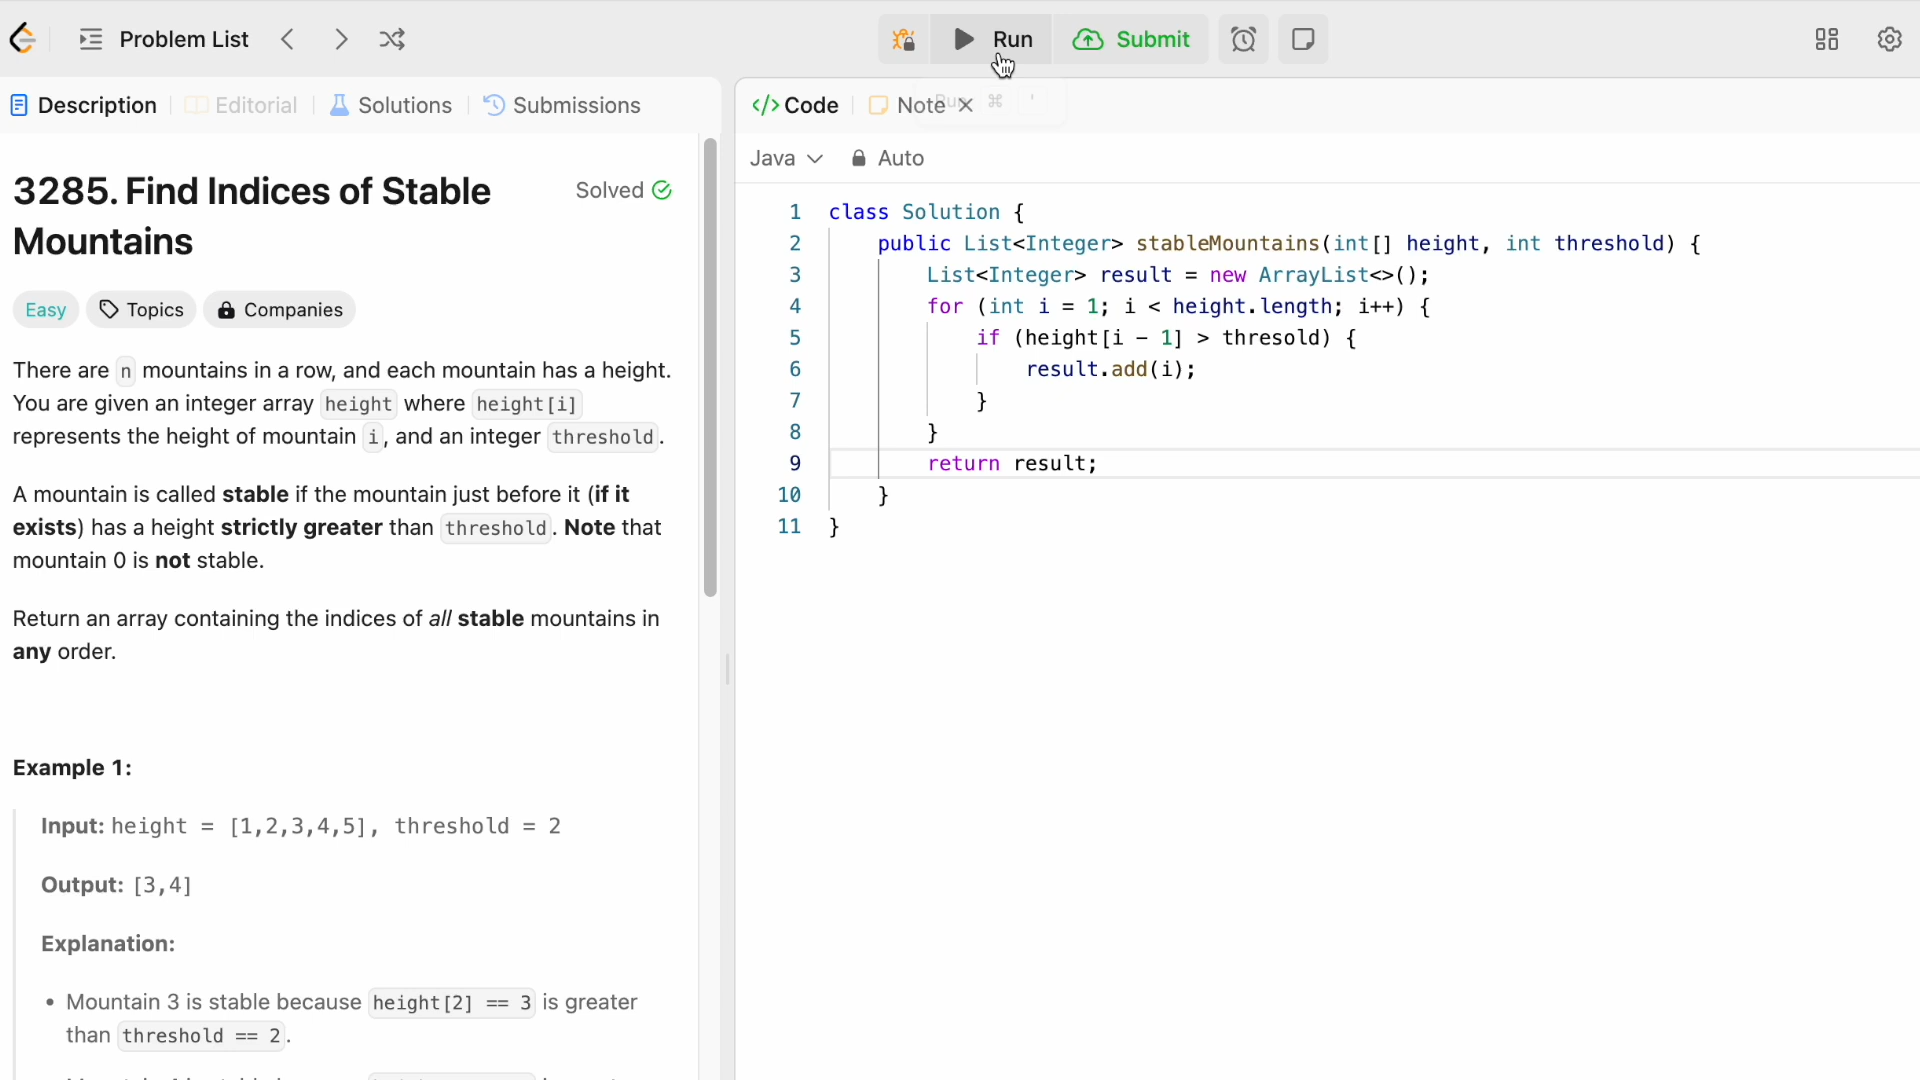 Problem List
Run
Submit
Description
Editorial
Solutions
Submissions
3285. Find Indices of Stable
Mountains
Solved
Easy
Topics
Companies
There are n mountains in a row, and each mountain has a height.
You are given an integer array height where height[i]
represents the height of mountain i, and an integer threshold.
A mountain is called stable if the mountain just before it (if it
exists) has a height strictly greater than threshold. Note that
mountain 0 is not stable.
Return an array containing the indices of all stable mountains in
any order.
Example 1:
Input: height = [1,2,3,4,5], threshold = 2
Output: [3,4]
Explanation:
• Mountain 3 is stable because height[2] == 3 is greater
than threshold == 2.
</> Code
Note
Run ⌘ '
Java
Auto
1 class Solution {
2 public List<Integer> stableMountains(int[] height, int threshold) {
3 List<Integer> result = new ArrayList<>();
4 for (int i = 1; i < height.length; i++) {
5 if (height[i - 1] > thresold) {
6 result.add(i);
7 }
8 }
9 return result;
10 }
11 }